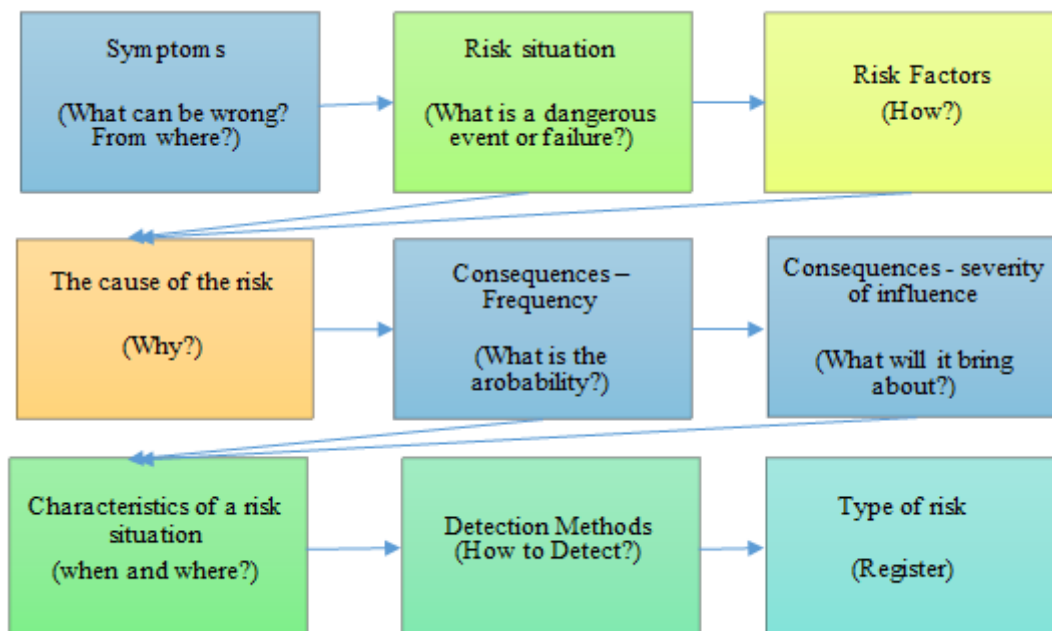 Symptoms
(What can be wrong?
From where?)
Risk situation
(What is a dangerous
event or failure?)
Risk Factors
(How?)
The cause of the risk
(Why?)
Consequences –
Frequency
(What is the
arobability?)
Consequences - severity
of influence
(What will it bring
about?)
Characteristics of a risk
situation
(when and where?)
Detection Methods
(How to Detect?)
Type of risk
(Register)